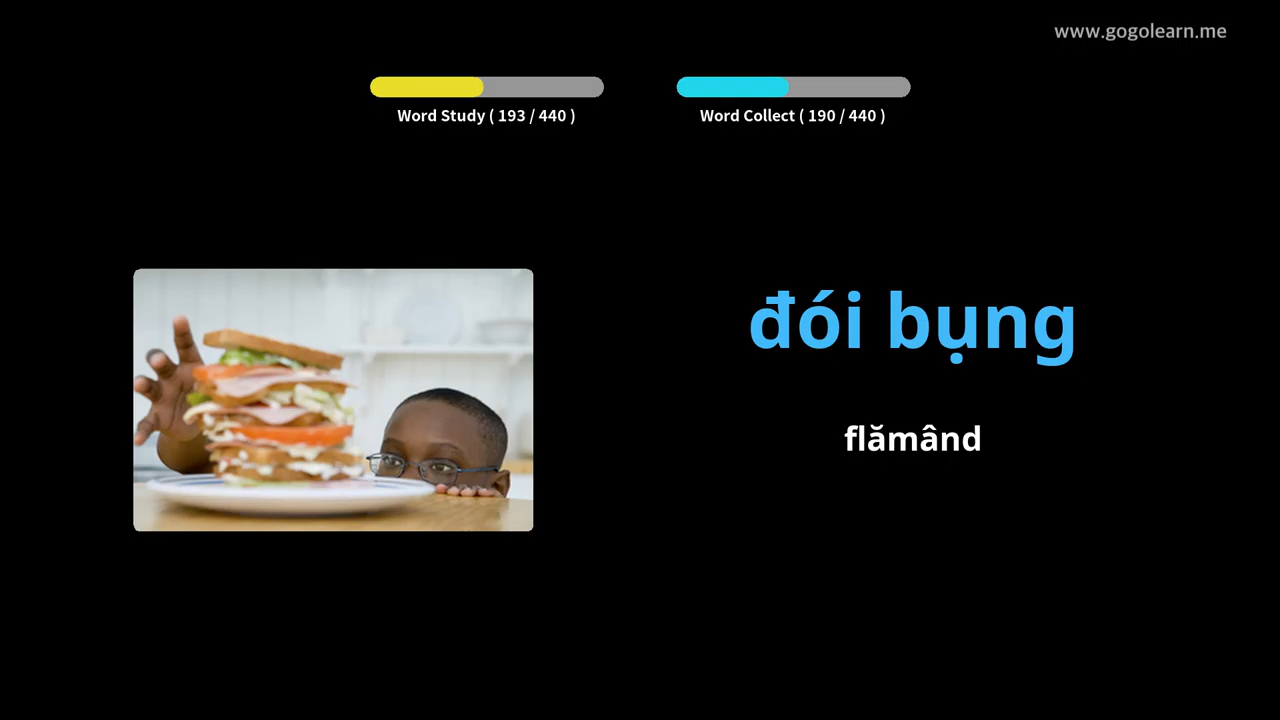 www.gogolearn.me
Word Study ( 193 / 440 )
Word Collect ( 190 / 440 )
đói bụng
flămând